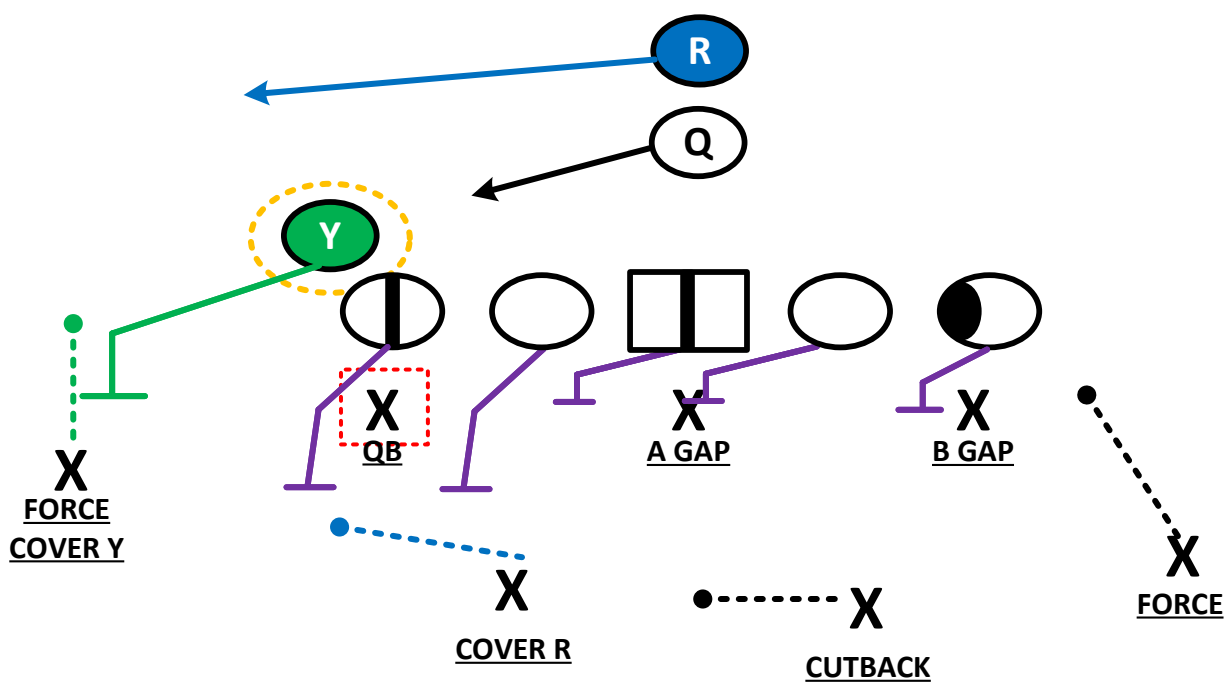 R
Q
Y
X
QB
X
A GAP
X
B GAP
X
FORCE
COVER Y
X
COVER R
X
CUTBACK
X
FORCE